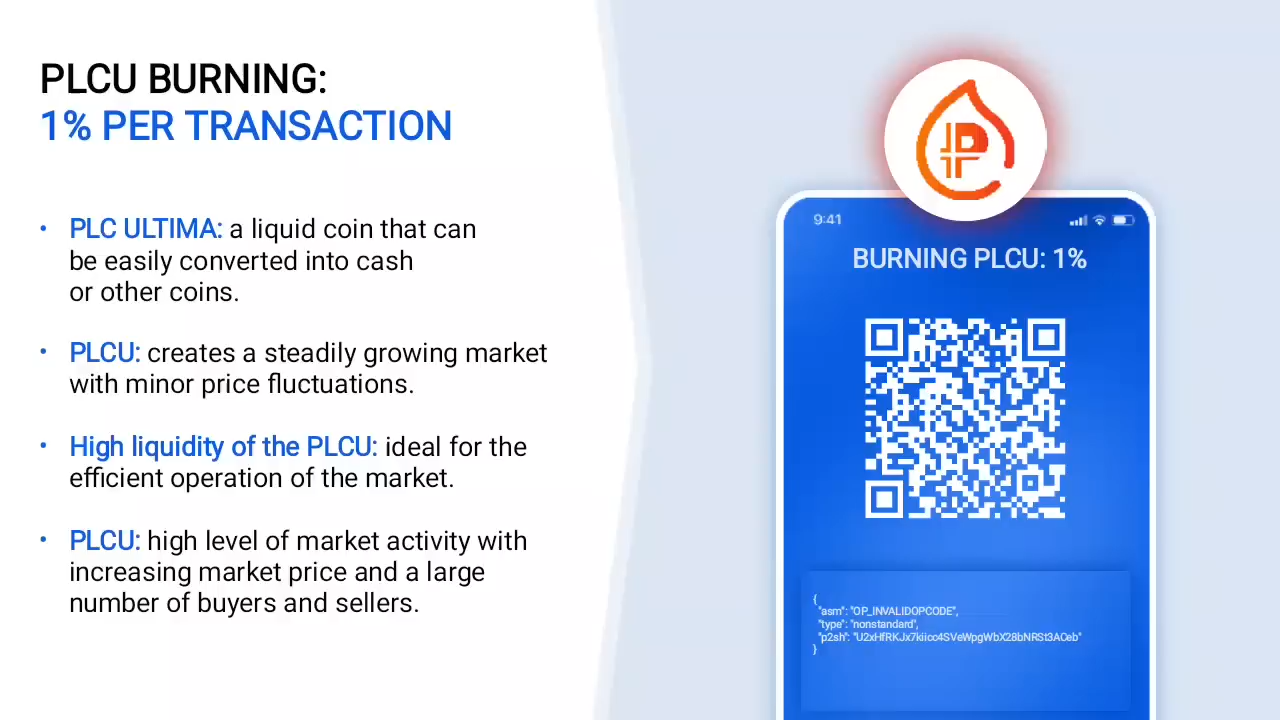 PLCU BURNING:
1% PER TRANSACTION
• PLC ULTIMA: a liquid coin that can
be easily converted into cash
or other coins.
• PLCU: creates a steadily growing market
with minor price fluctuations.
• High liquidity of the PLCU: ideal for the
efficient operation of the market.
• PLCU: high level of market activity with
increasing market price and a large
number of buyers and sellers.
9:41
BURNING PLCU: 1%
{
"asm": "OP_INVALIDOPCODE",
"type": "nonstandard",
"p2sh":
}